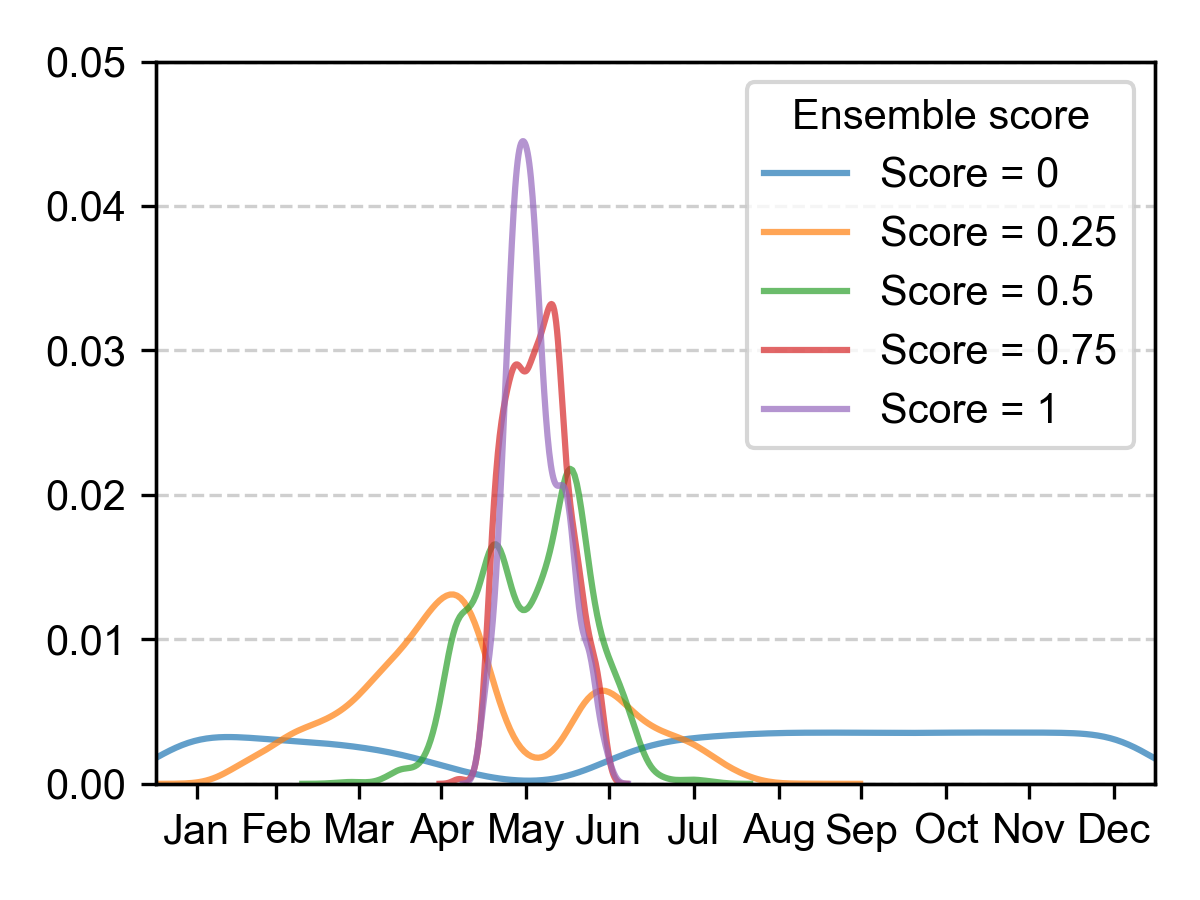 0.05
0.04
0.03
0.02
0.01
0.00
Ensemble score
Score = 0
Score = 0.25
Score = 0.5
Score = 0.75
Score = 1
Jan Feb Mar Apr May Jun Jul Aug Sep Oct Nov Dec